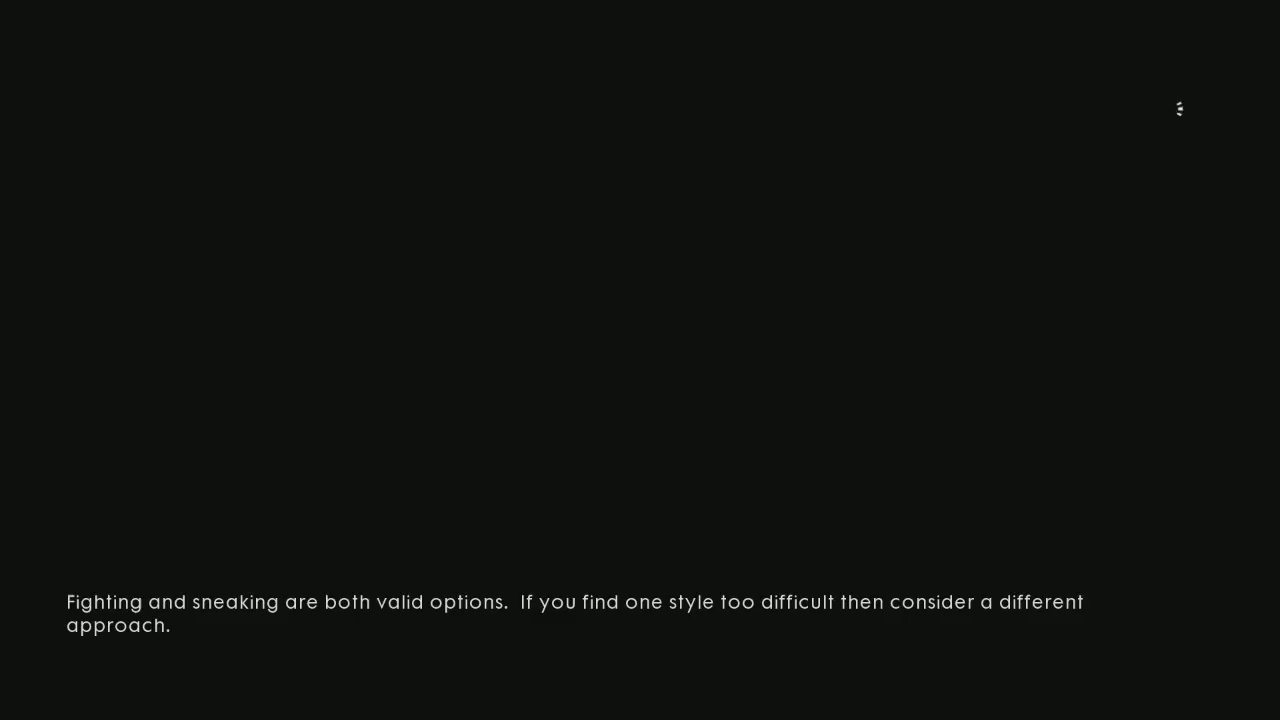 Fighting and sneaking are both valid options.  If you find one style too difficult then consider a different
approach.